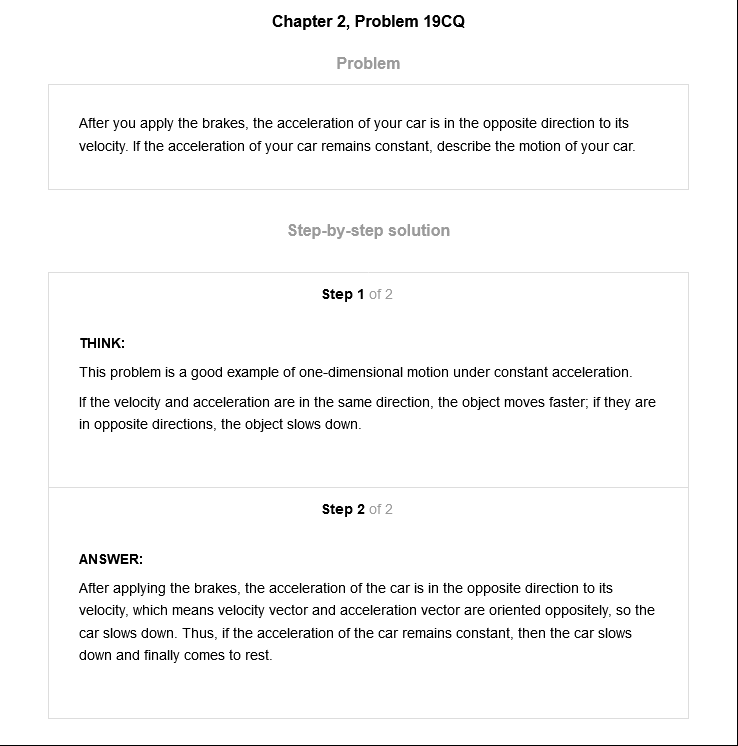 Chapter 2, Problem 19CQ
Problem
After you apply the brakes, the acceleration of your car is in the opposite direction to its
velocity. If the acceleration of your car remains constant, describe the motion of your car.
Step-by-step solution
Step 1 of 2
THINK:
This problem is a good example of one-dimensional motion under constant acceleration.
If the velocity and acceleration are in the same direction, the object moves faster; if they are
in opposite directions, the object slows down.
Step 2 of 2
ANSWER:
After applying the brakes, the acceleration of the car is in the opposite direction to its
velocity, which means velocity vector and acceleration vector are oriented oppositely, so the
car slows down. Thus, if the acceleration of the car remains constant, then the car slows
down and finally comes to rest.